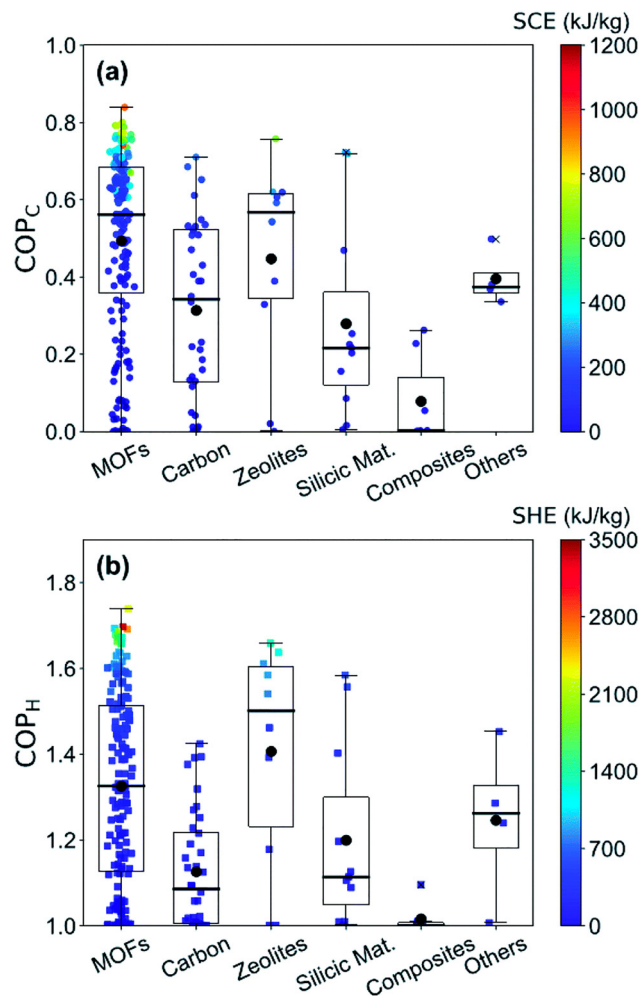 SCE (kJ/kg)
(a)
COP_C
1.0
0.8
0.6
0.4
0.2
0.0
1200
1000
800
600
400
200
0
MOFs
Carbon
Zeolites
Silicic Mat.
Composites
Others
SHE (kJ/kg)
(b)
COP_H
1.8
1.6
1.4
1.2
1.0
3500
2800
2100
1400
700
0
MOFs
Carbon
Zeolites
Silicic Mat.
Composites
Others